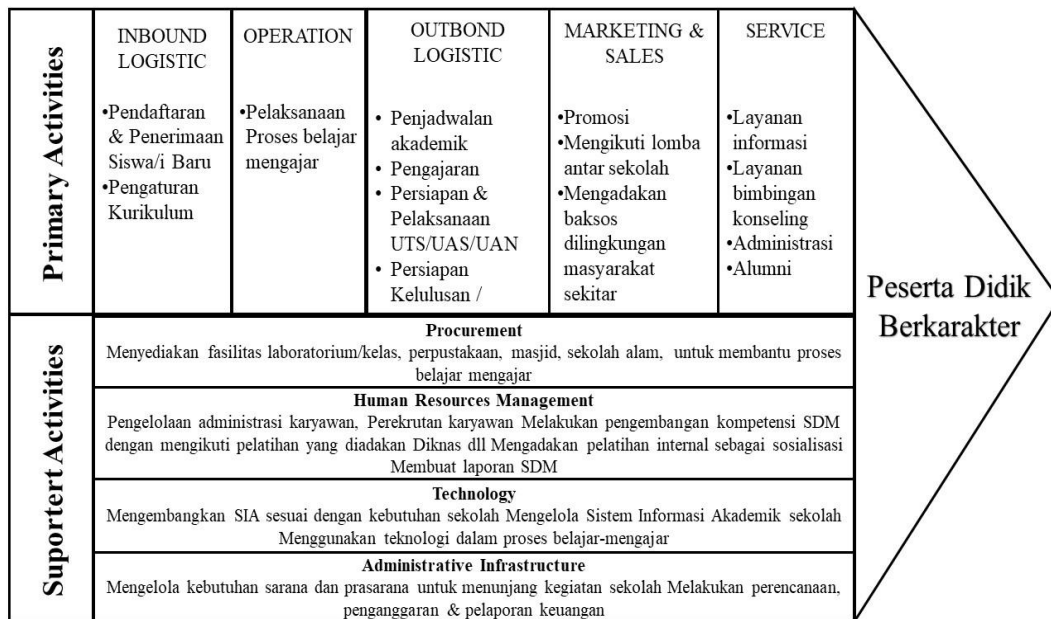 Primary Activities
INBOUND
LOGISTIC
•Pendaftaran
& Penerimaan
Siswa/i Baru
•Pengaturan
Kurikulum
OPERATION
•Pelaksanaan
Proses belajar
mengajar
OUTBOND
LOGISTIC
• Penjadwalan
akademik
• Pengajaran
• Persiapan &
Pelaksanaan
UTS/UAS/UAN
• Persiapan
Kelulusan /
MARKETING &
SALES
•Promosi
•Mengikuti lomba
antar sekolah
•Mengadakan
baksos
dilingkungan
masyarakat
sekitar
SERVICE
•Layanan
informasi
•Layanan
bimbingan
konseling
•Administrasi
•Alumni
Suportert Activities
Procurement
Menyediakan fasilitas laboratorium/kelas, perpustakaan, masjid, sekolah alam, untuk membantu proses
belajar mengajar
Human Resources Management
Pengelolaan administrasi karyawan, Perekrutan karyawan Melakukan pengembangan kompetensi SDM
dengan mengikuti pelatihan yang diadakan Diknas dll Mengadakan pelatihan internal sebagai sosialisasi
Membuat laporan SDM
Technology
Mengembangkan SIA sesuai dengan kebutuhan sekolah Mengelola Sistem Informasi Akademik sekolah
Menggunakan teknologi dalam proses belajar-mengajar
Administrative Infrastructure
Mengelola kebutuhan sarana dan prasarana untuk menunjang kegiatan sekolah Melakukan perencanaan,
penganggaran & pelaporan keuangan
Peserta Didik
Berkarakter